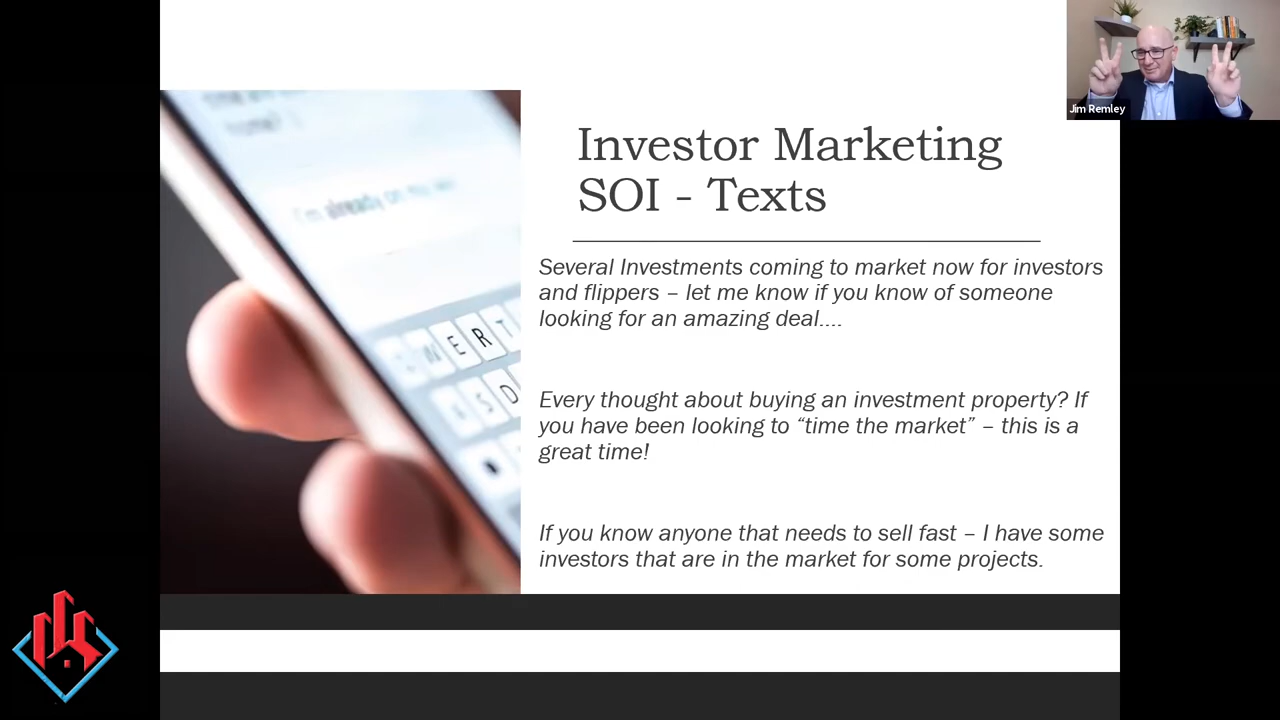 Jim Remley
Investor Marketing
SOI - Texts
Several Investments coming to market now for investors
and flippers – let me know if you know of someone
looking for an amazing deal....
Every thought about buying an investment property? If
you have been looking to “time the market” – this is a
great time!
If you know anyone that needs to sell fast – I have some
investors that are in the market for some projects.
I'm already on my
E R T
S D